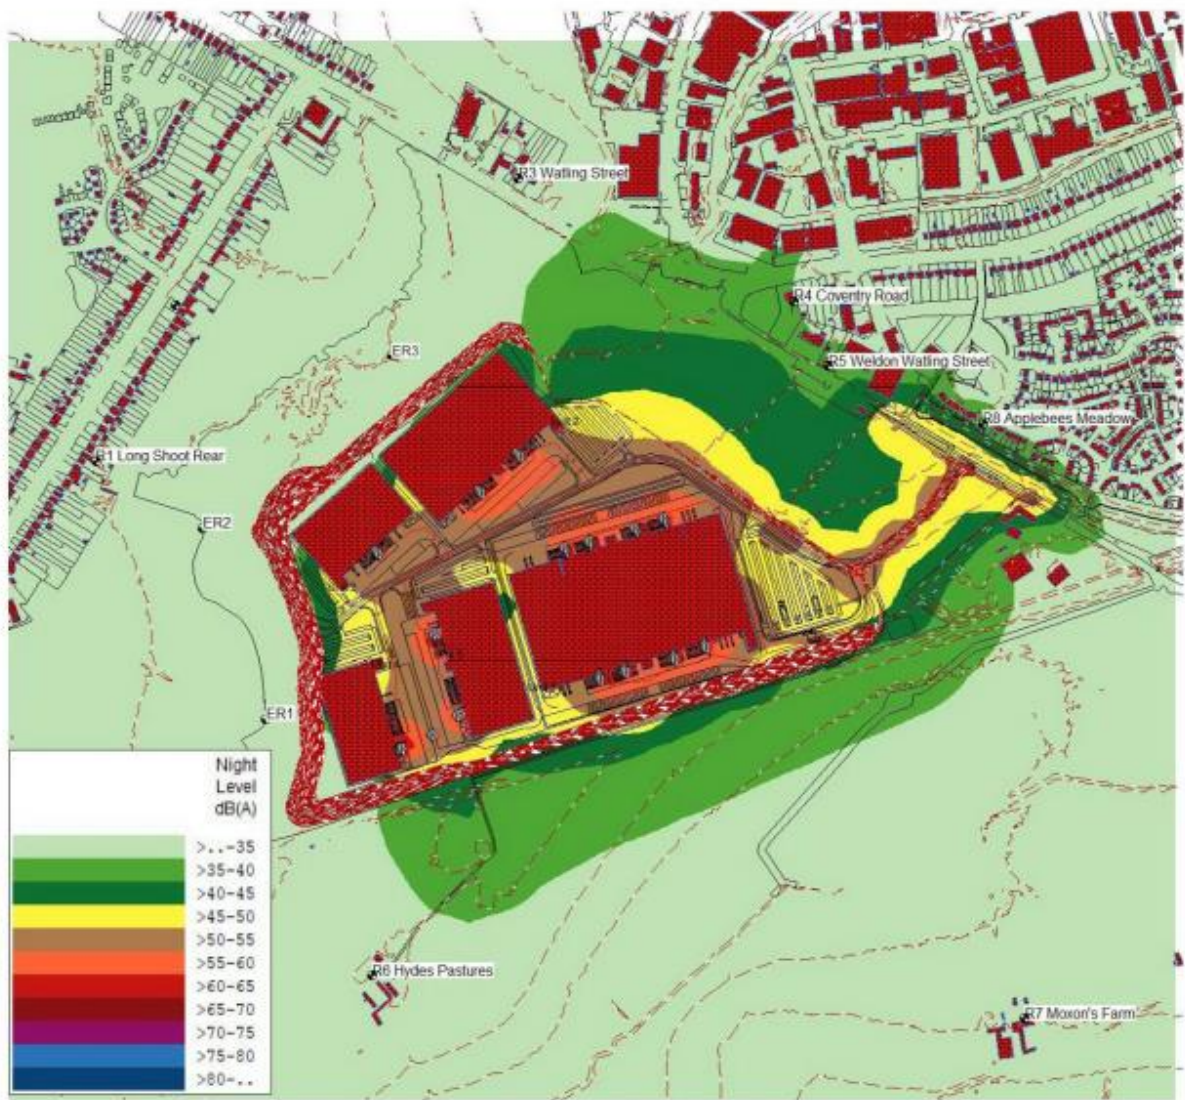 R3 Watling Street
R4 Coventry Road
ER3
R5 Weldon Watling Street
R8 Applebees Meadow
R1 Long Shoot Rear
ER2
ER1
Night
Level
dB(A)
>..-35
>35-40
>40-45
>45-50
>50-55
>55-60
>60-65
>65-70
>70-75
>75-80
>80-..
R6 Hydes Pastures
R7 Moxon's Farm